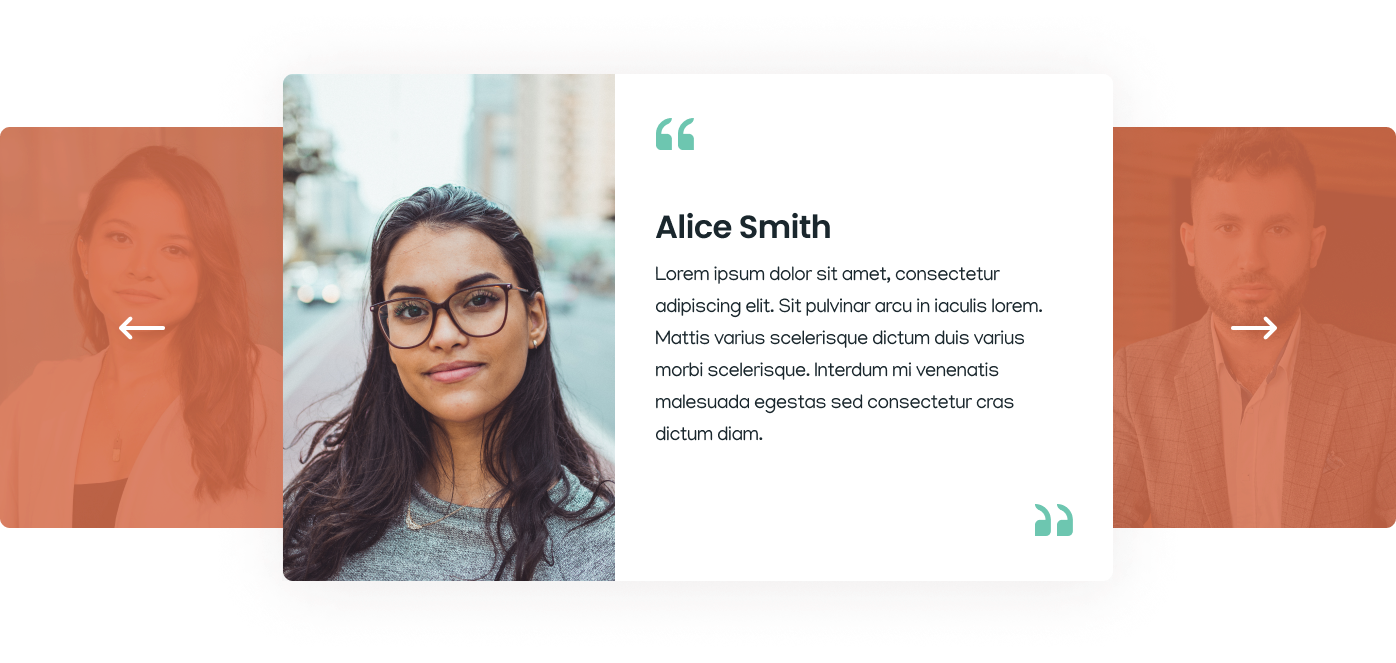 “
Alice Smith
Lorem ipsum dolor sit amet, consectetur
adipiscing elit. Sit pulvinar arcu in iaculis lorem.
Mattis varius scelerisque dictum duis varius
morbi scelerisque. Interdum mi venenatis
malesuada egestas sed consectetur cras
dictum diam.
”